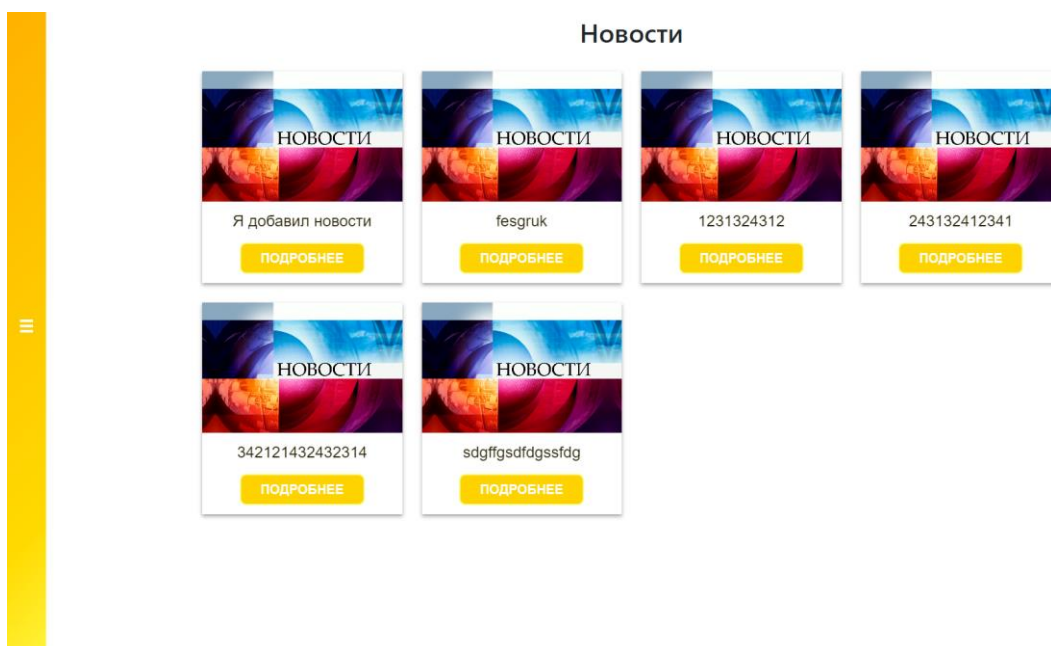 Новости
НОВОСТИ
НОВОСТИ
НОВОСТИ
НОВОСТИ
Я добавил новости
fesgruk
1231324312
243132412341
ПОДРОБНЕЕ
ПОДРОБНЕЕ
ПОДРОБНЕЕ
ПОДРОБНЕЕ
НОВОСТИ
НОВОСТИ
342121432432314
sdgffgsdfdgssfdg
ПОДРОБНЕЕ
ПОДРОБНЕЕ